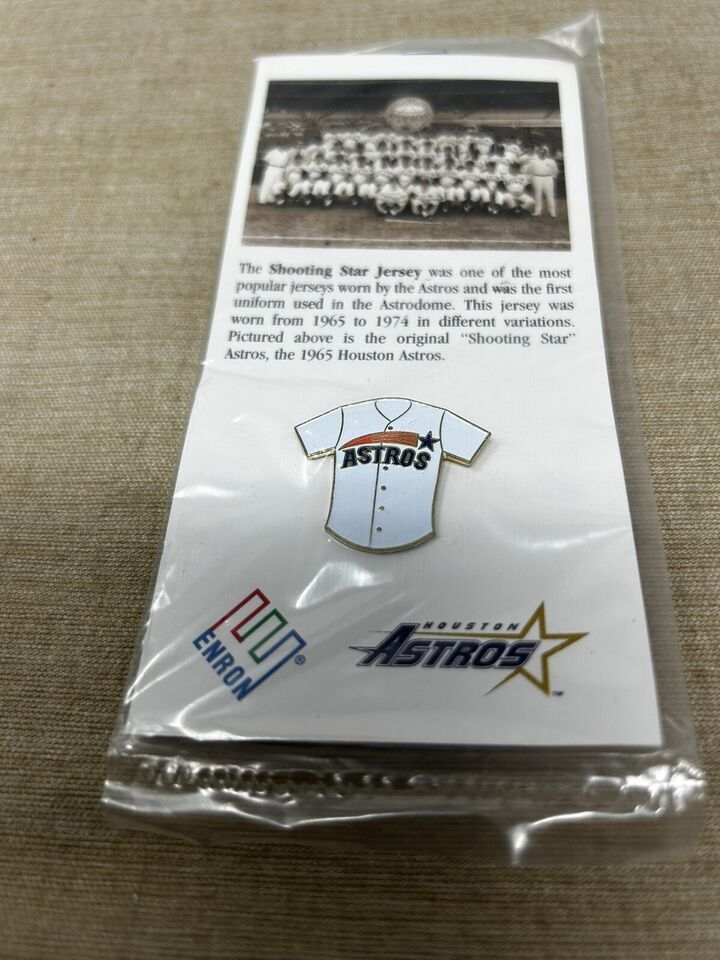 The Shooting Star Jersey was one of the most
popular jerseys worn by the Astros and was the first
uniform used in the Astrodome. This jersey was
worn from 1965 to 1974 in different variations.
Pictured above is the original "Shooting Star"
Astros, the 1965 Houston Astros.
ASTROS
ENRON®
HOUSTON
ASTROS
™